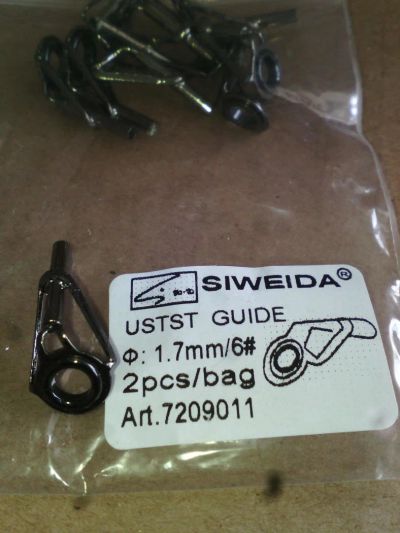 SIWEIDA®
USTST GUIDE
Φ: 1.7mm/6#
2pcs/bag
Art.7209011